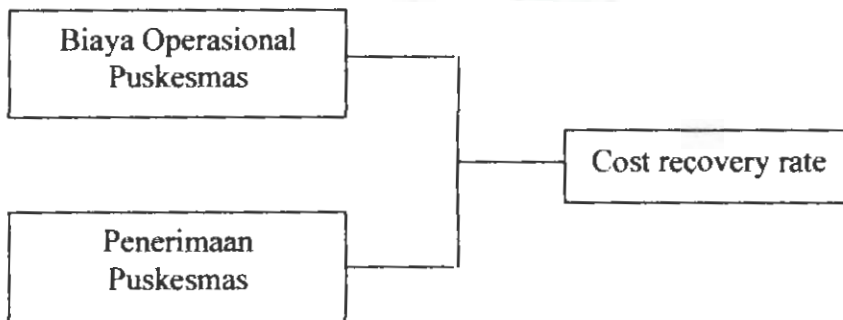 Biaya Operasional
Puskesmas
Cost recovery rate
Penerimaan
Puskesmas